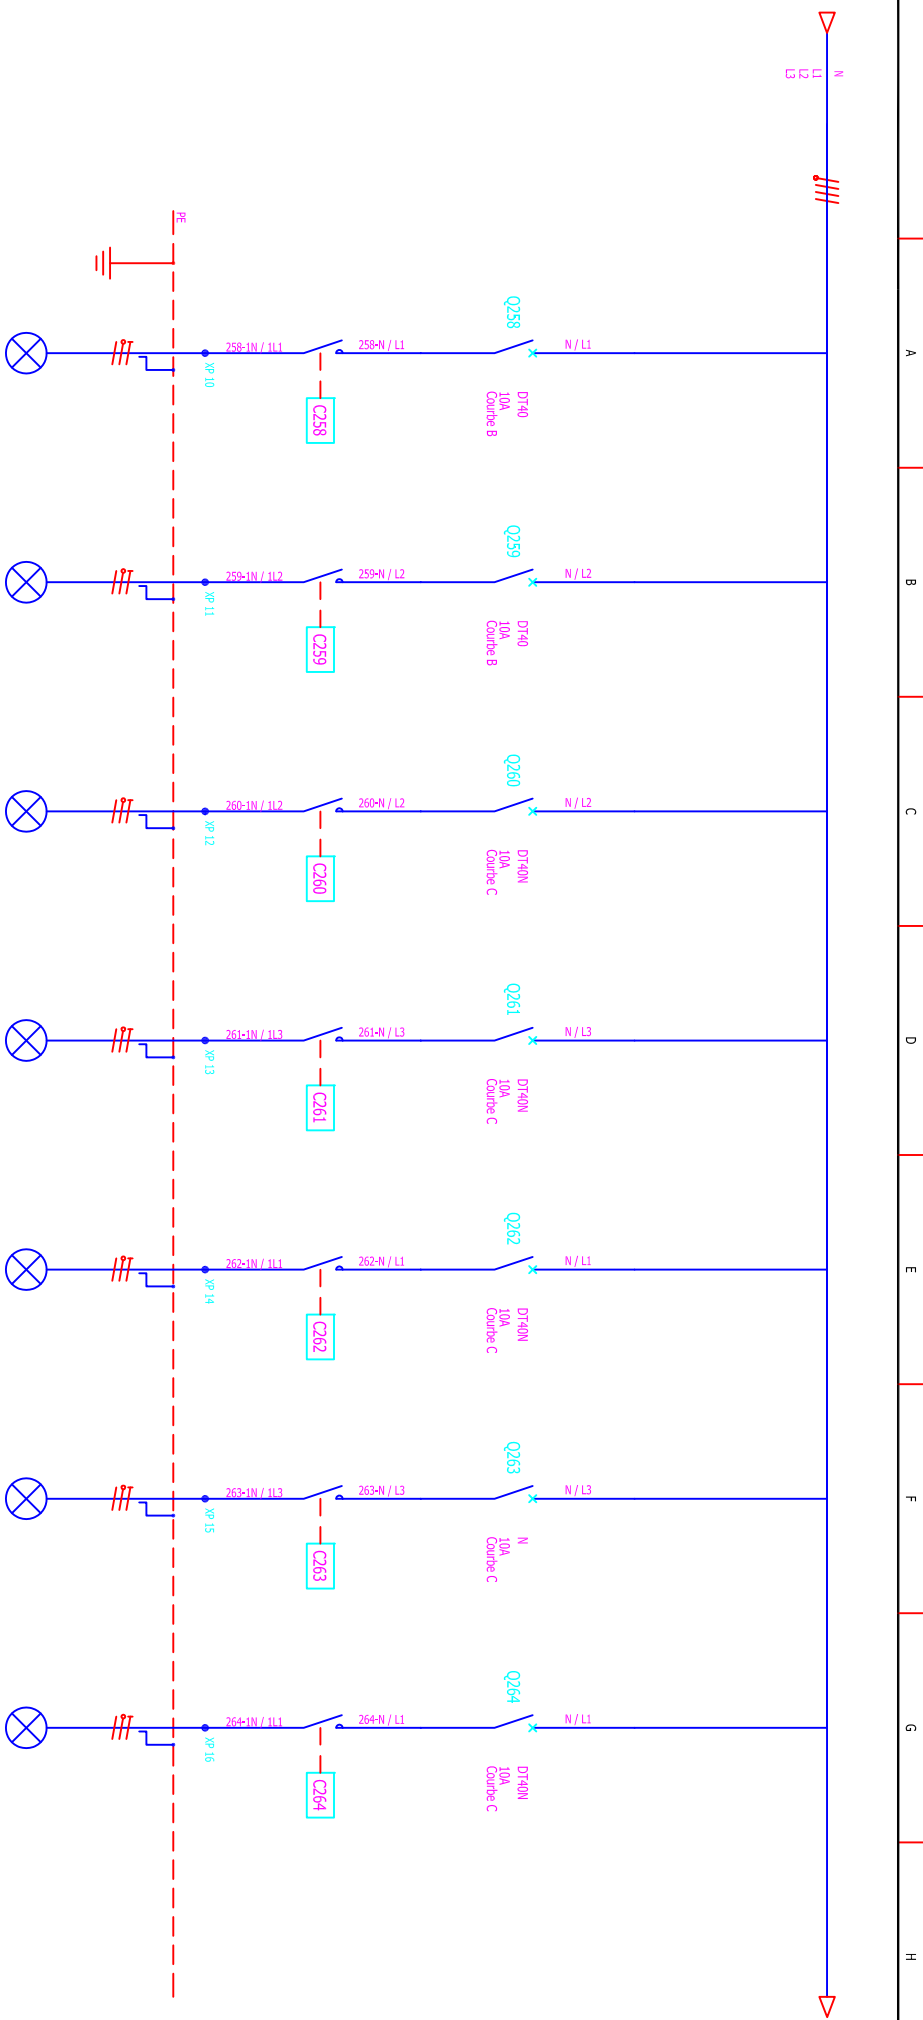 N
L1
L2
L3
PE
A
Q258
N / L1
DT40
10A
Courbe B
258-N / L1
C258
258-1N / 1L1
XP 10
B
Q259
N / L2
DT40
10A
Courbe B
259-N / L2
C259
259-1N / 1L2
XP 11
C
Q260
N / L2
DT40N
10A
Courbe C
260-N / L2
C260
260-1N / 1L2
XP 12
D
Q261
N / L3
DT40N
10A
Courbe C
261-N / L3
C261
261-1N / 1L3
XP 13
E
Q262
N / L1
DT40N
10A
Courbe C
262-N / L1
C262
262-1N / 1L1
XP 14
F
Q263
N / L3
N
10A
Courbe C
263-N / L3
C263
263-1N / 1L3
XP 15
G
Q264
N / L1
DT40N
10A
Courbe C
264-N / L1
C264
264-1N / 1L1
XP 16
H